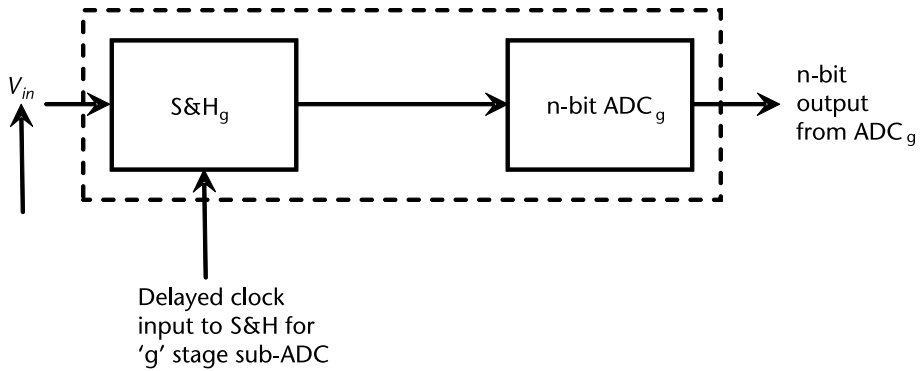 V_in
S&H_g
n-bit ADC_g
n-bit
output
from ADC_g
Delayed clock
input to S&H for
‘g’ stage sub-ADC